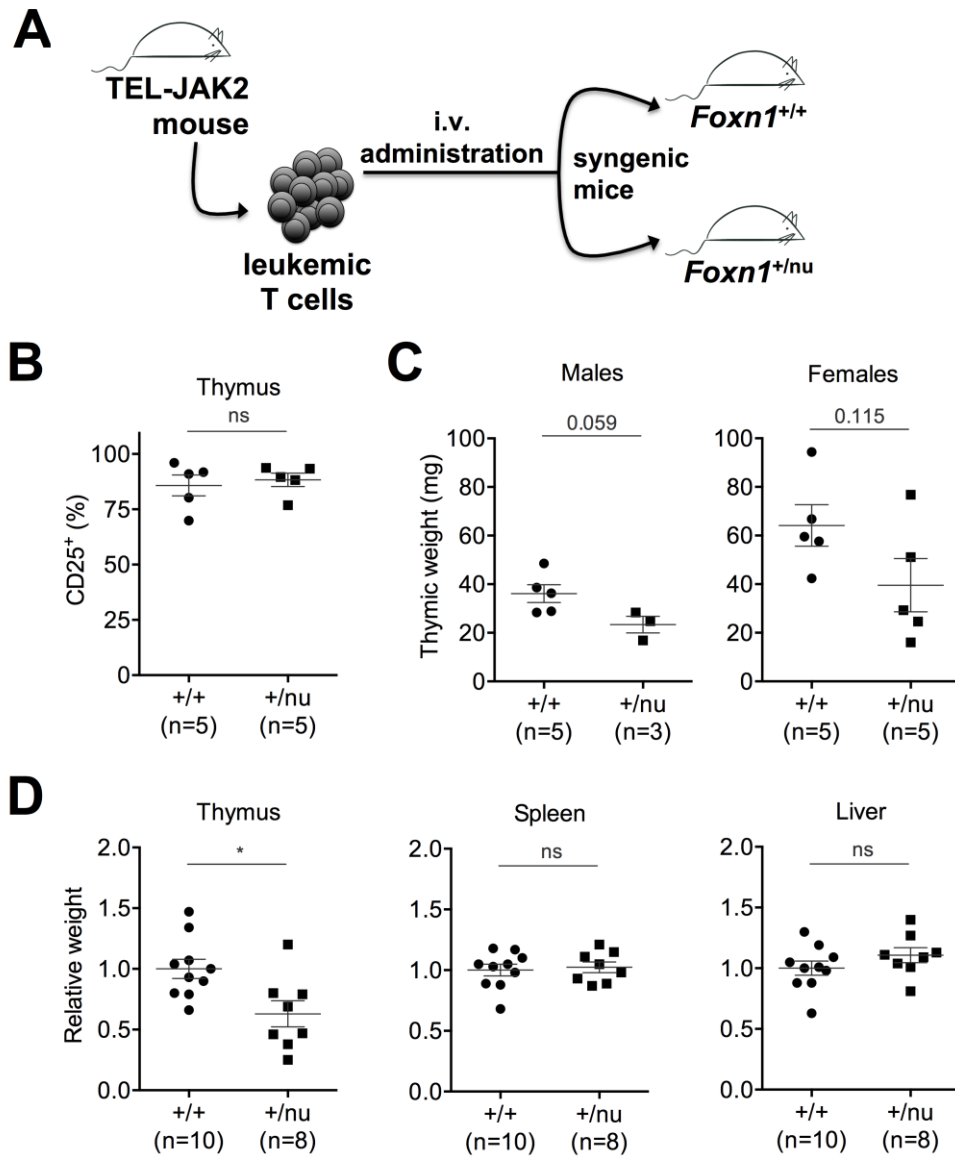 A
TEL-JAK2
mouse
leukemic
T cells
i.v.
administration
syngenic
mice
Foxn1+/+
Foxn1+/nu
B
Thymus
ns
CD25+ (%)
100
75
50
25
0
+/+
(n=5)
+/nu
(n=5)
C
Males
0.059
Thymic weight (mg)
100
80
60
40
20
0
+/+
(n=5)
+/nu
(n=3)
Females
0.115
100
80
60
40
20
0
+/+
(n=5)
+/nu
(n=5)
D
Thymus
*
Relative weight
2.0
1.5
1.0
0.5
0.0
+/+
(n=10)
+/nu
(n=8)
Spleen
ns
2.0
1.5
1.0
0.5
0.0
+/+
(n=10)
+/nu
(n=8)
Liver
ns
2.0
1.5
1.0
0.5
0.0
+/+
(n=10)
+/nu
(n=8)